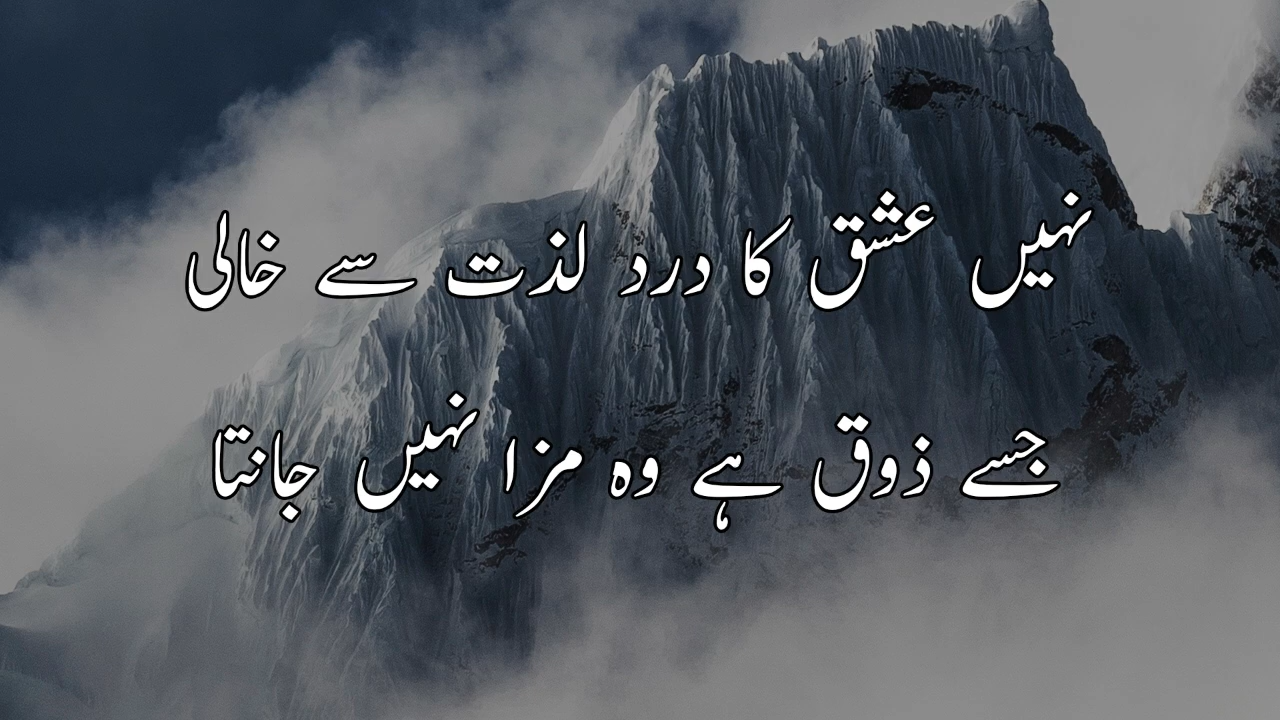 نہیں عشق کا درد لذت سے خالی
جسے ذوق ہے وہ مزا نہیں جانتا